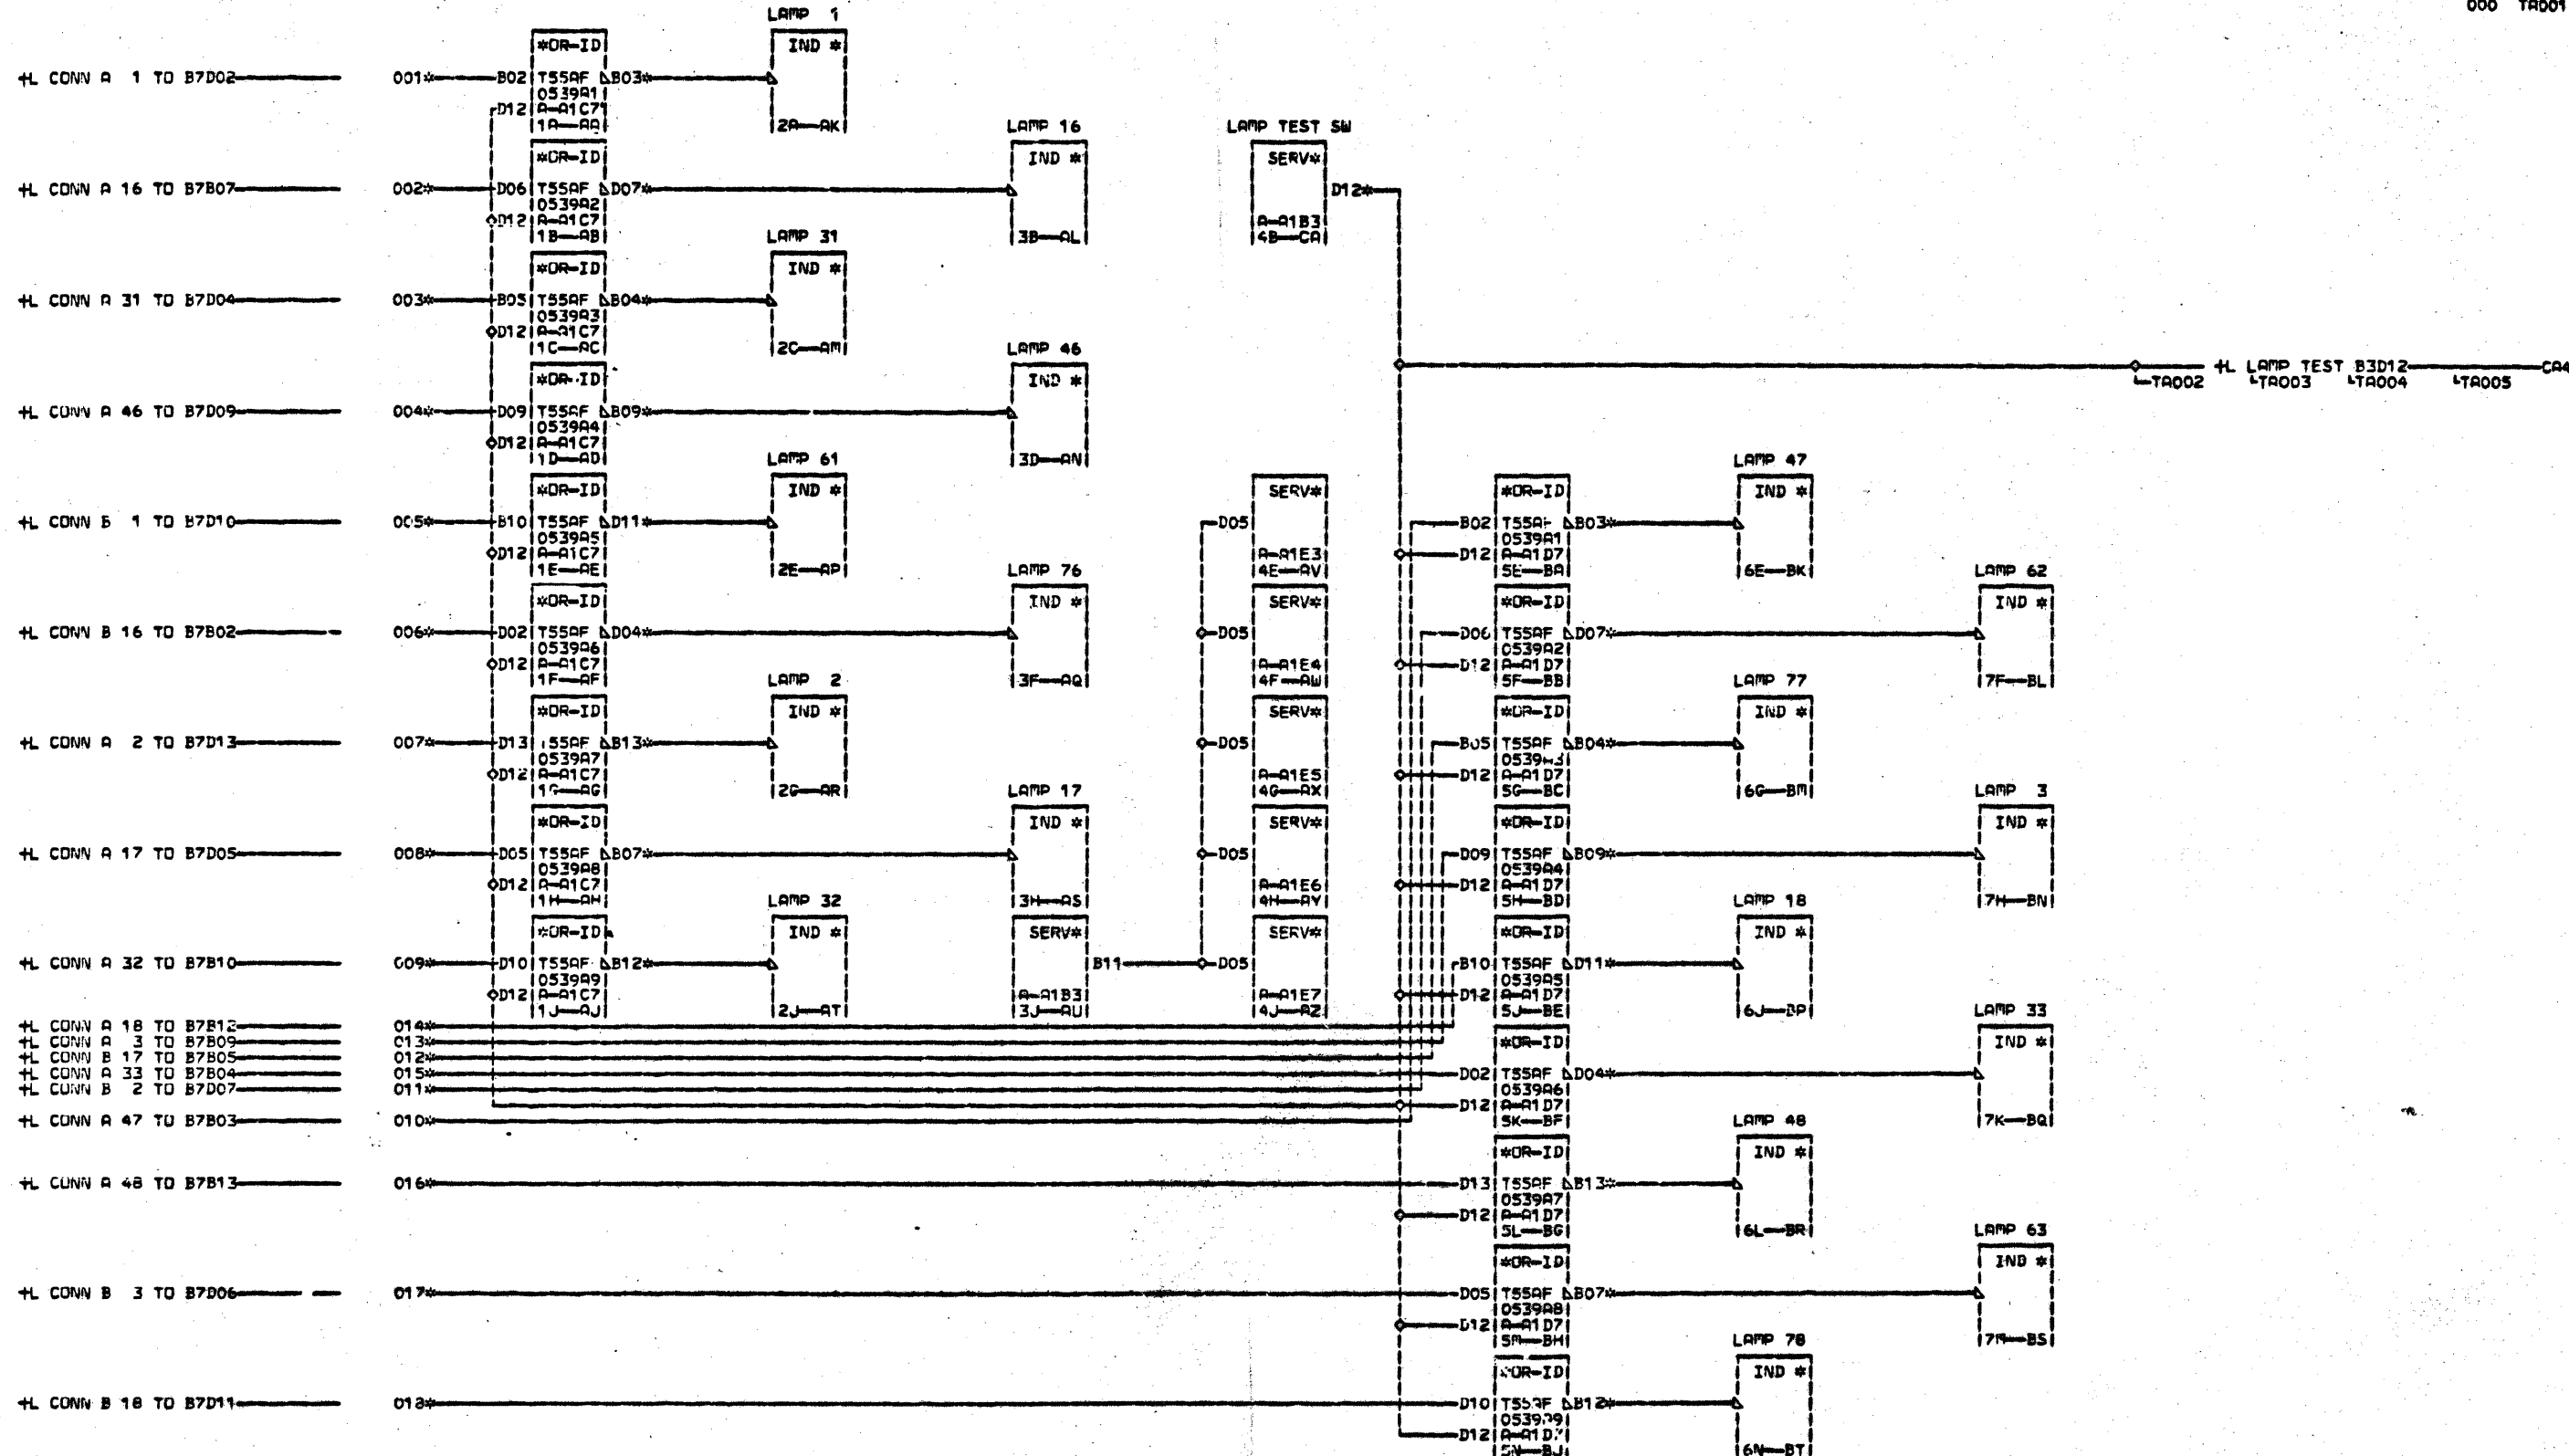 000 TA001
LAMP 1
*OR-ID IND *
+L CONN A 1 TO B7D02 001* B02 T55AF B03*
0539A1
D12 A-A1C7
1A AA 2A AK LAMP 16 LAMP TEST SW
*OR-ID IND * SERV*
+L CONN A 16 TO B7B07 002* D06 T55AF D07* D12*
0539A2
D12 A-A1C7 A-A1B3
1B AB LAMP 31 3B AL 4B CA
*OR-ID IND *
+L CONN A 31 TO B7D04 003* B05 T55AF B04*
0539A3
D12 A-A1C7
1C AC 2C AM LAMP 46
+L LAMP TEST B3D12 CA4
*OR-ID IND * TA002 TA003 TA004 TA005
+L CONN A 46 TO B7D09 004* D09 T55AF B09*
0539A4
D12 A-A1C7
1D AD LAMP 61 3D AN LAMP 47
*OR-ID IND * SERV* *OR-ID IND *
+L CONN B 1 TO B7D10 005* B10 T55AF D11* D05 B02 T55AF B03*
0539A5 0539A1
D12 A-A1C7 A-A1E3 D12 A-A1D7
1E AE 2E AP LAMP 76 4E AV 5E BA 6E BK LAMP 62
*OR-ID IND * SERV* *OR-ID IND *
+L CONN B 16 TO B7B02 006* D02 T55AF D04* D05 D06 T55AF D07*
0539A6 0539A2
D12 A-A1C7 A-A1E4 D12 A-A1D7
1F AF LAMP 2 3F AQ 4F AW 5F BB LAMP 77 7F BL
*OR-ID IND * SERV* *OR-ID IND *
+L CONN A 2 TO B7D13 007* D13 T55AF B13* D05 B05 T55AF B04*
0539A7 0539A3
D12 A-A1C7 A-A1E5 D12 A-A1D7
1G AG 2G AR LAMP 17 4G AX 5G BC 6G BM LAMP 3
*OR-ID IND * SERV* *OR-ID IND *
+L CONN A 17 TO B7D05 008* D05 T55AF B07* D05 D09 T55AF B09*
0539A8 0539A4
D12 A-A1C7 A-A1E6 D12 A-A1D7
1H AH LAMP 32 3H AS 4H AY 5H BD LAMP 18 7H BN
*OR-ID IND * SERV* SERV* *OR-ID IND *
+L CONN A 32 TO B7B10 009* D10 T55AF B12* B11 D05 B10 T55AF D11*
0539A9 0539A5
D12 A-A1C7 A-A1B3 A-A1E7 D12 A-A1D7
1J AJ 2J AT 3J AU 4J AZ 5J BE 6J BP LAMP 33
+L CONN A 18 TO B7B12 014*
+L CONN A 3 TO B7B09 013* *OR-ID IND *
+L CONN B 17 TO B7B05 012*
+L CONN A 33 TO B7B04 015* D02 T55AF D04*
+L CONN B 2 TO B7D07 011* 0539A6
D12 A-A1D7
+L CONN A 47 TO B7B03 010* 5K BF LAMP 48 7K BQ
*OR-ID IND *
+L CONN A 48 TO B7B13 016* D13 T55AF B13*
0539A7
D12 A-A1D7
5L BG 6L BR LAMP 63
*OR-ID IND *
+L CONN B 3 TO B7D06 017* D05 T55AF B07*
0539A8
D12 A-A1D7
5M BH LAMP 78 7M BS
*OR-ID IND *
+L CONN B 18 TO B7D11 018* D10 T55AF B12*
0539A9
D12 A-A1D7
5N BJ 6N BT